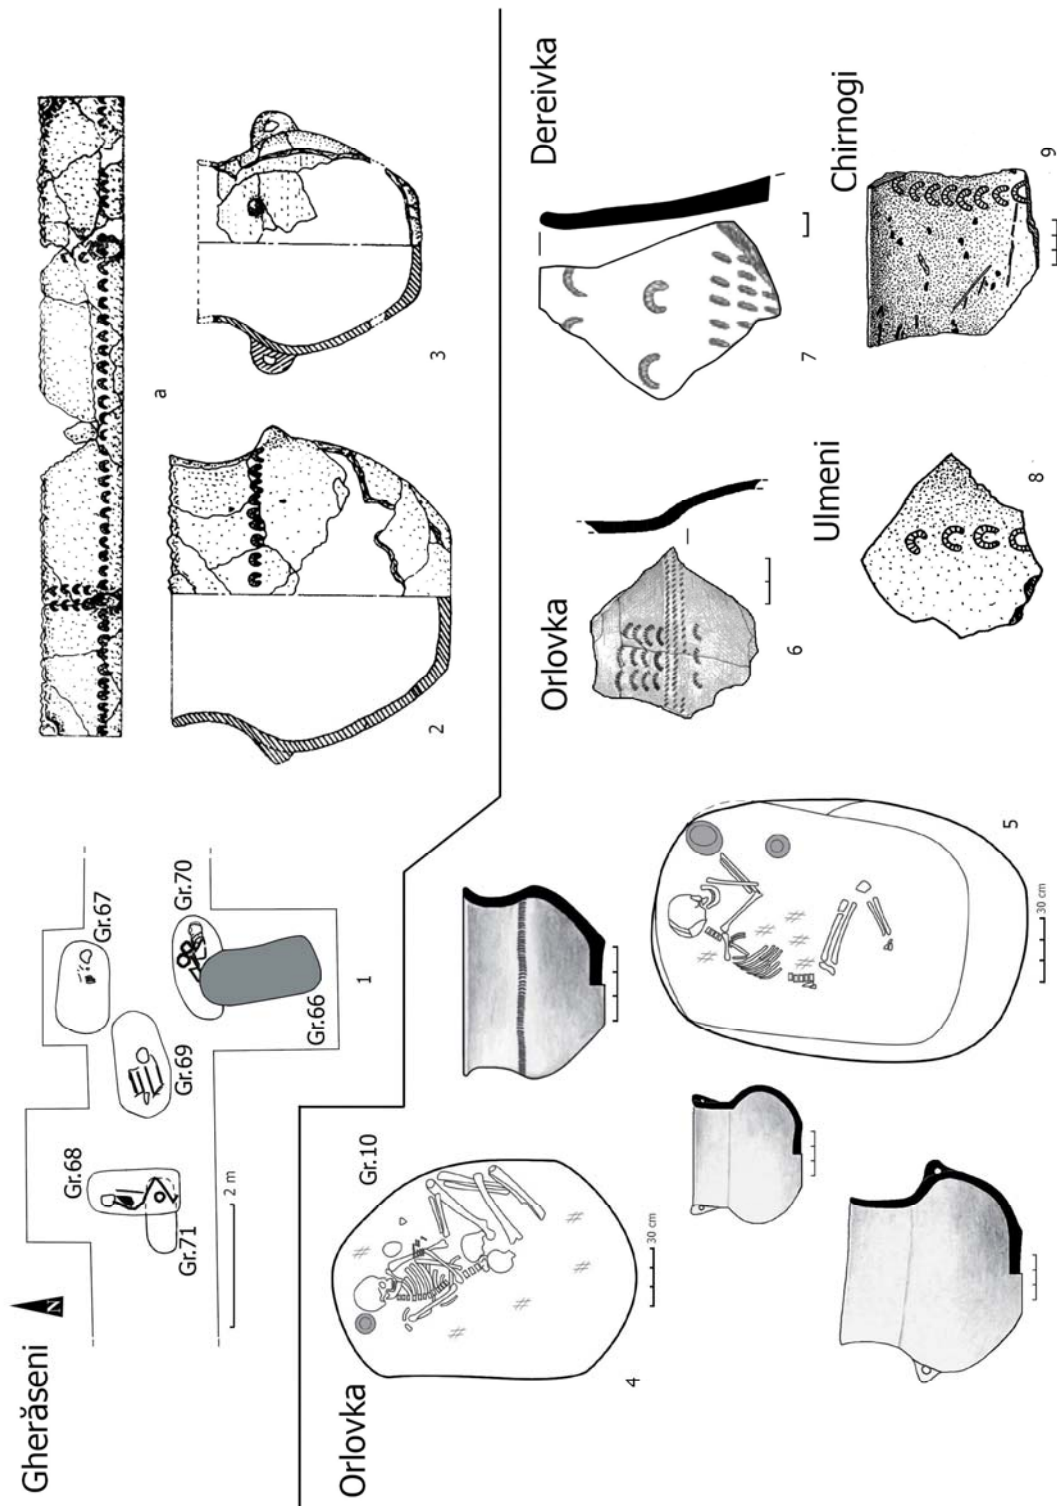 Gherăseni
N
Gr.68
Gr.71
Gr.69
Gr.67
Gr.70
Gr.66
2 m
1
a
2
3
Orlovka
Gr.10
30 cm
4
30 cm
5
Orlovka
6
Dereivka
7
Ulmeni
8
Chirnogi
9